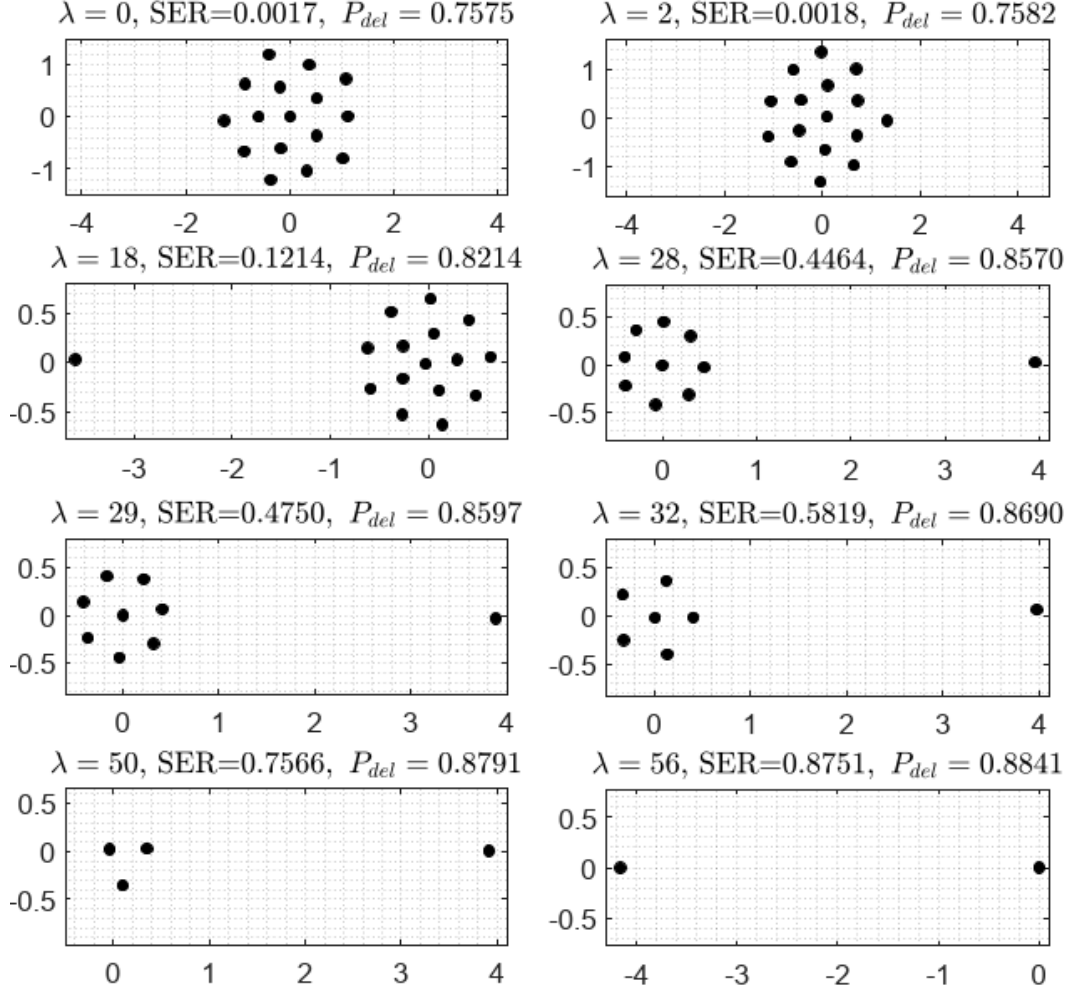 λ = 0, SER=0.0017, P_del = 0.7575
1
0
-1
-4 -2 0 2 4
λ = 2, SER=0.0018, P_del = 0.7582
1
0
-1
-4 -2 0 2 4
λ = 18, SER=0.1214, P_del = 0.8214
0.5
0
-0.5
-3 -2 -1 0
λ = 28, SER=0.4464, P_del = 0.8570
0.5
0
-0.5
0 1 2 3 4
λ = 29, SER=0.4750, P_del = 0.8597
0.5
0
-0.5
0 1 2 3 4
λ = 32, SER=0.5819, P_del = 0.8690
0.5
0
-0.5
0 1 2 3 4
λ = 50, SER=0.7566, P_del = 0.8791
0.5
0
-0.5
0 1 2 3 4
λ = 56, SER=0.8751, P_del = 0.8841
0.5
0
-0.5
-4 -3 -2 -1 0